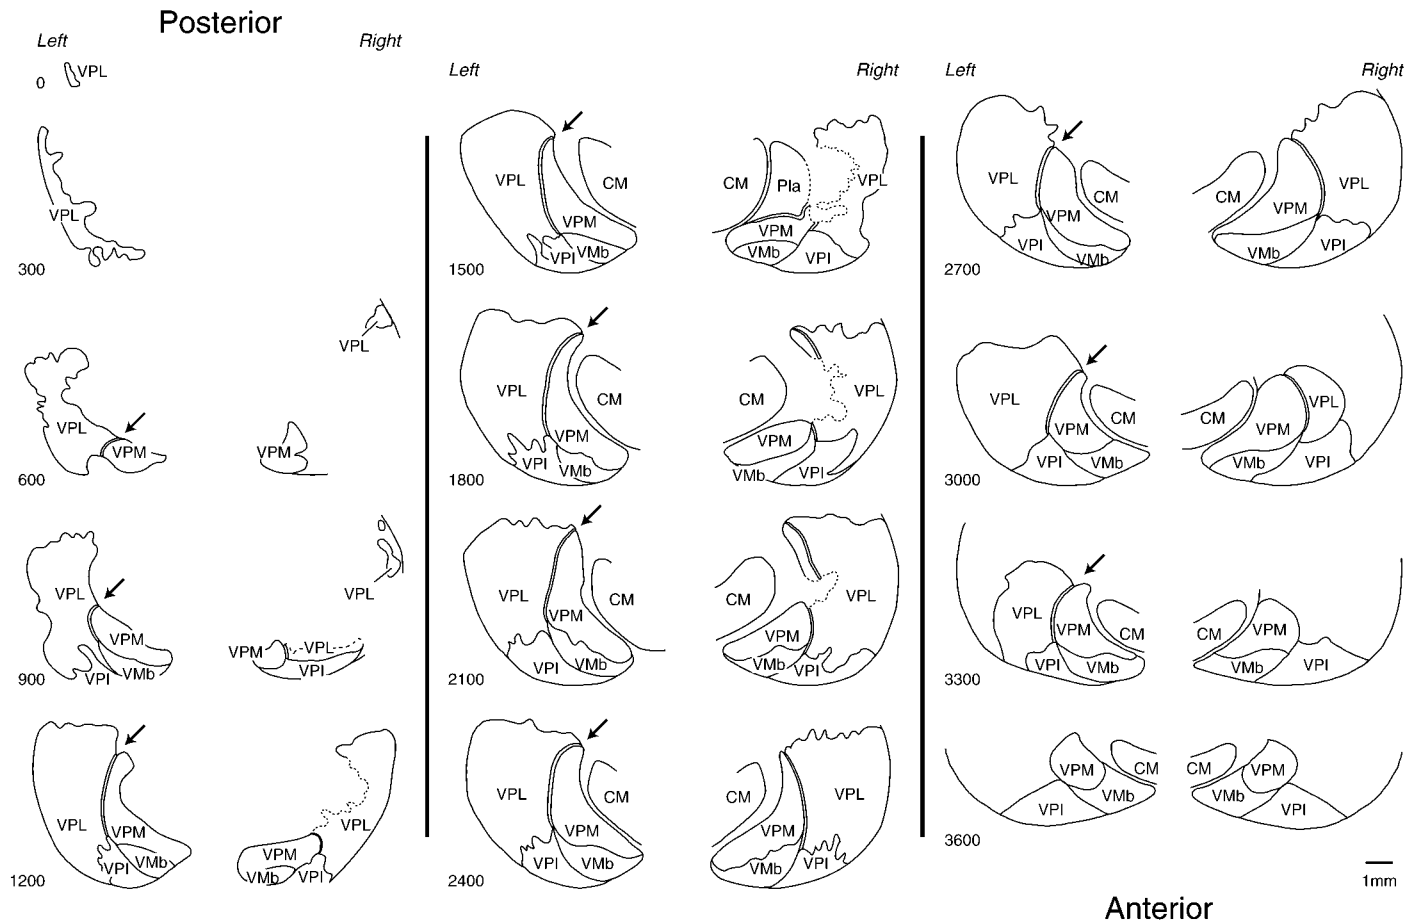 Posterior
Left
Right
0
VPL
VPL
300
VPL
VPL
VPM
VPM
600
VPL
VPL
VPM
VPM
VPL
VPI
VMb
VPI
900
VPL
VPL
VPM
VPM
VPI
VMb
VMb
VPI
1200
Left
Right
VPL
CM
CM
Pla
VPL
VPM
VPM
VPI
VMb
VMb
VPI
1500
VPL
CM
CM
VPL
VPM
VPM
VPI
VMb
VMb
VPI
1800
VPL
CM
CM
VPL
VPM
VPM
VPI
VMb
VMb
VPI
2100
VPL
CM
CM
VPL
VPM
VPM
VPI
VMb
VMb
VPI
2400
Left
Right
VPL
CM
CM
VPL
VPM
VPM
VPI
VMb
VMb
VPI
2700
VPL
CM
CM
VPL
VPM
VPM
VPI
VMb
VMb
VPI
3000
VPL
VPM
CM
CM
VPM
VPI
VMb
VMb
VPI
3300
VPM
CM
CM
VPM
VPI
VMb
VMb
VPI
3600
1mm
Anterior